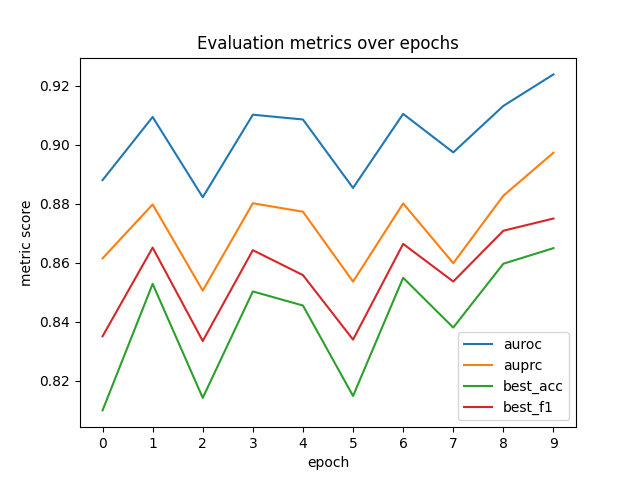 Evaluation metrics over epochs
metric score
0.92
0.90
0.88
0.86
0.84
0.82
auroc
auprc
best_acc
best_f1
0 1 2 3 4 5 6 7 8 9
epoch